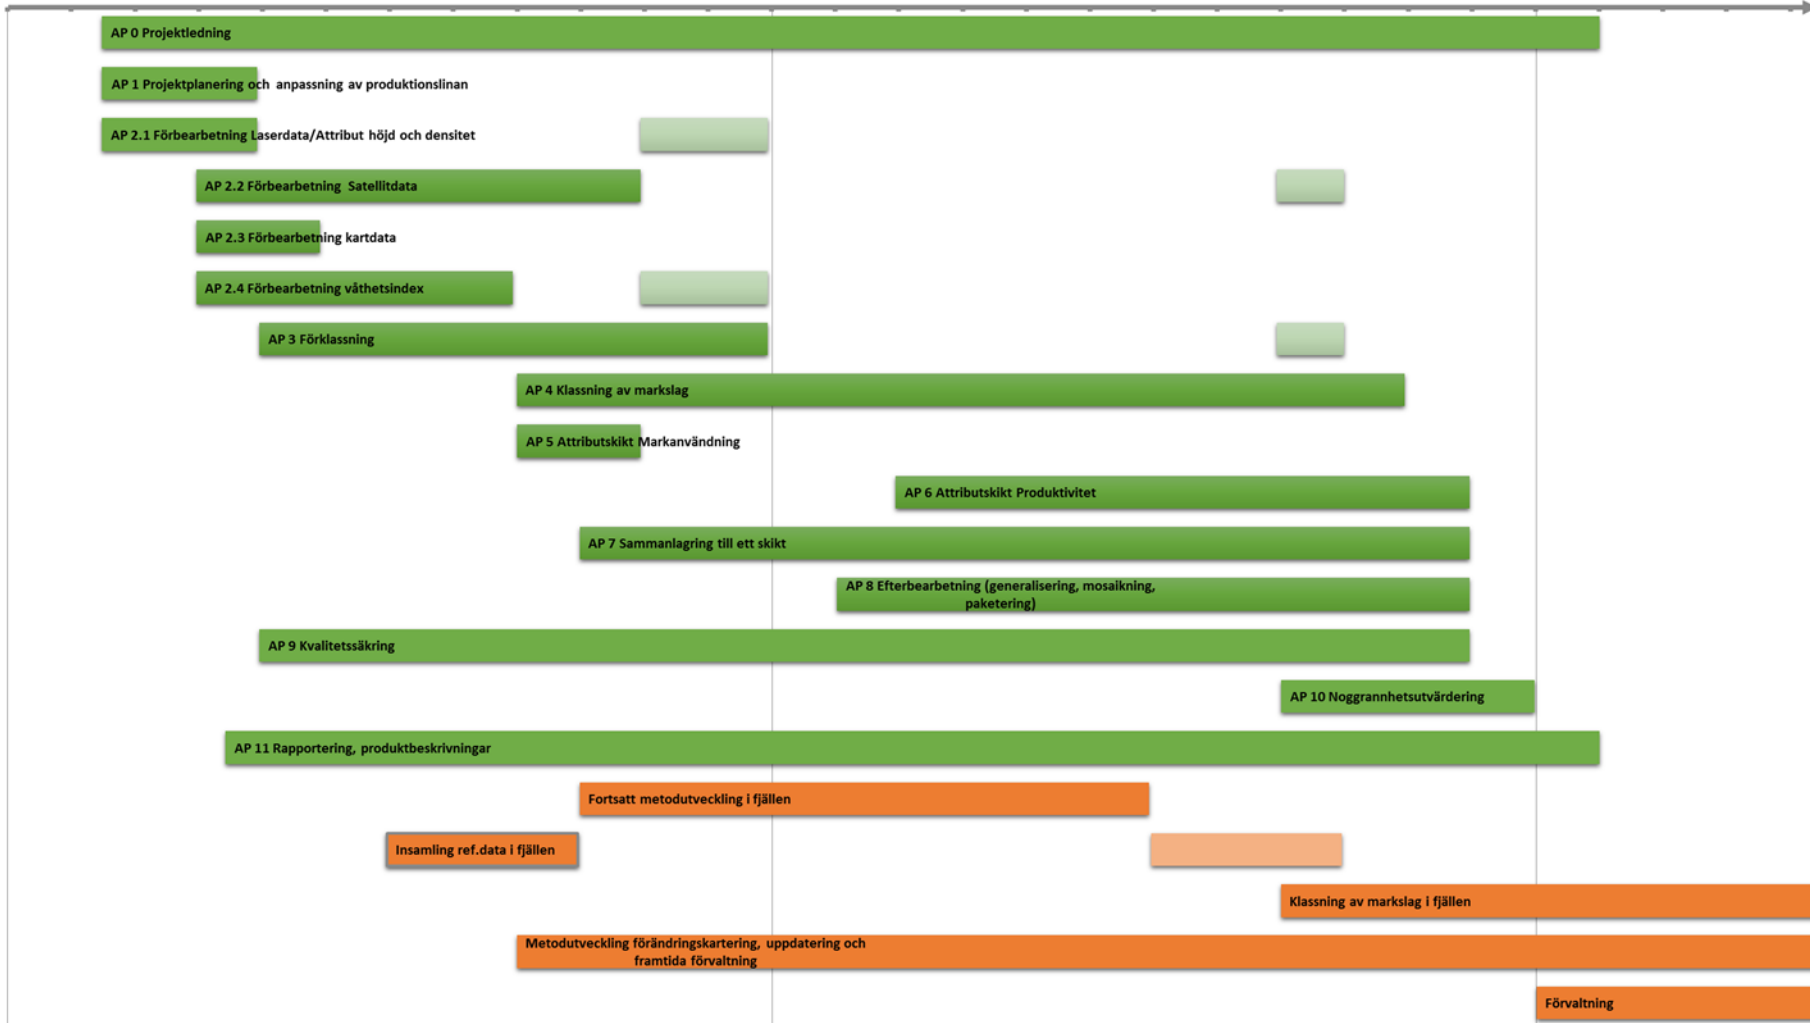 AP 0 Projektledning
AP 1 Projektplanering och anpassning av produktionslinan
AP 2.1 Förbearbetning Laserdata/Attribut höjd och densitet
AP 2.2 Förbearbetning Satellitdata
AP 2.3 Förbearbetning kartdata
AP 2.4 Förbearbetning våthetsindex
AP 3 Förklassning
AP 4 Klassning av markslag
AP 5 Attributskikt Markanvändning
AP 6 Attributskikt Produktivitet
AP 7 Sammanlagring till ett skikt
AP 8 Efterbearbetning (generalisering, mosaikning,
paketering)
AP 9 Kvalitetssäkring
AP 10 Noggrannhetsutvärdering
AP 11 Rapportering, produktbeskrivningar
Fortsatt metodutveckling i fjällen
Insamling ref.data i fjällen
Klassning av markslag i fjällen
Metodutveckling förändringskartering, uppdatering och
framtida förvaltning
Förvaltning